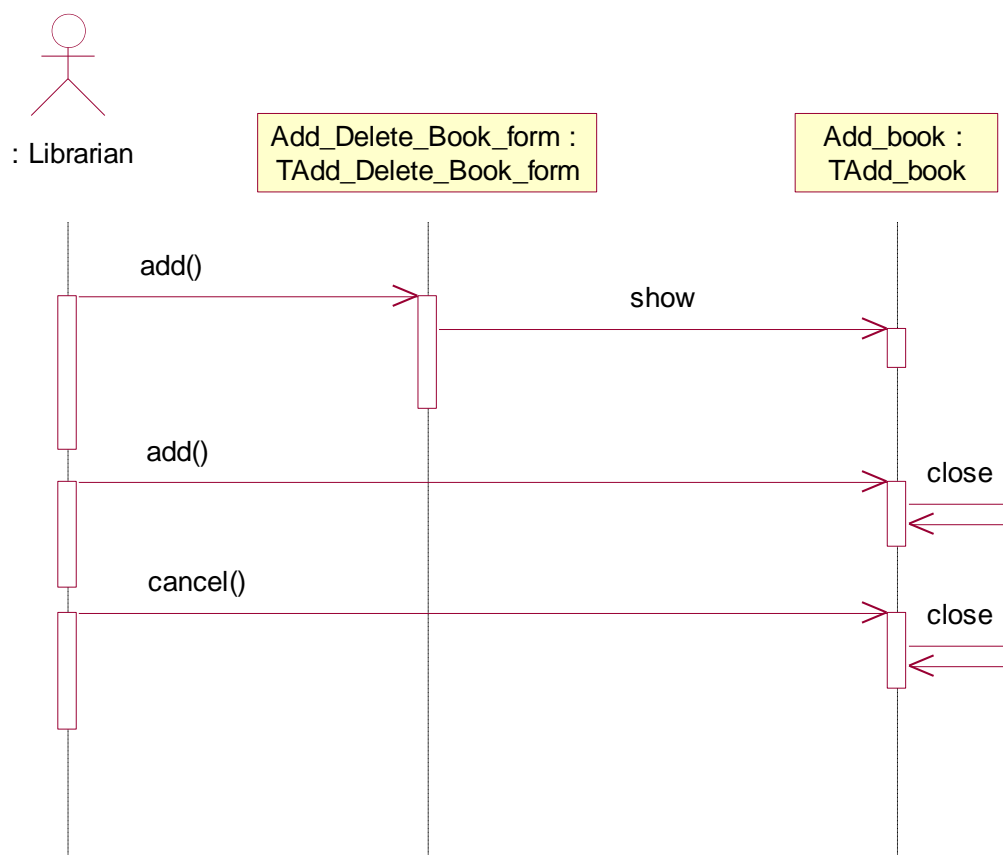 : Librarian
Add_Delete_Book_form :
TAdd_Delete_Book_form
Add_book :
TAdd_book
add()
show
add()
close
cancel()
close